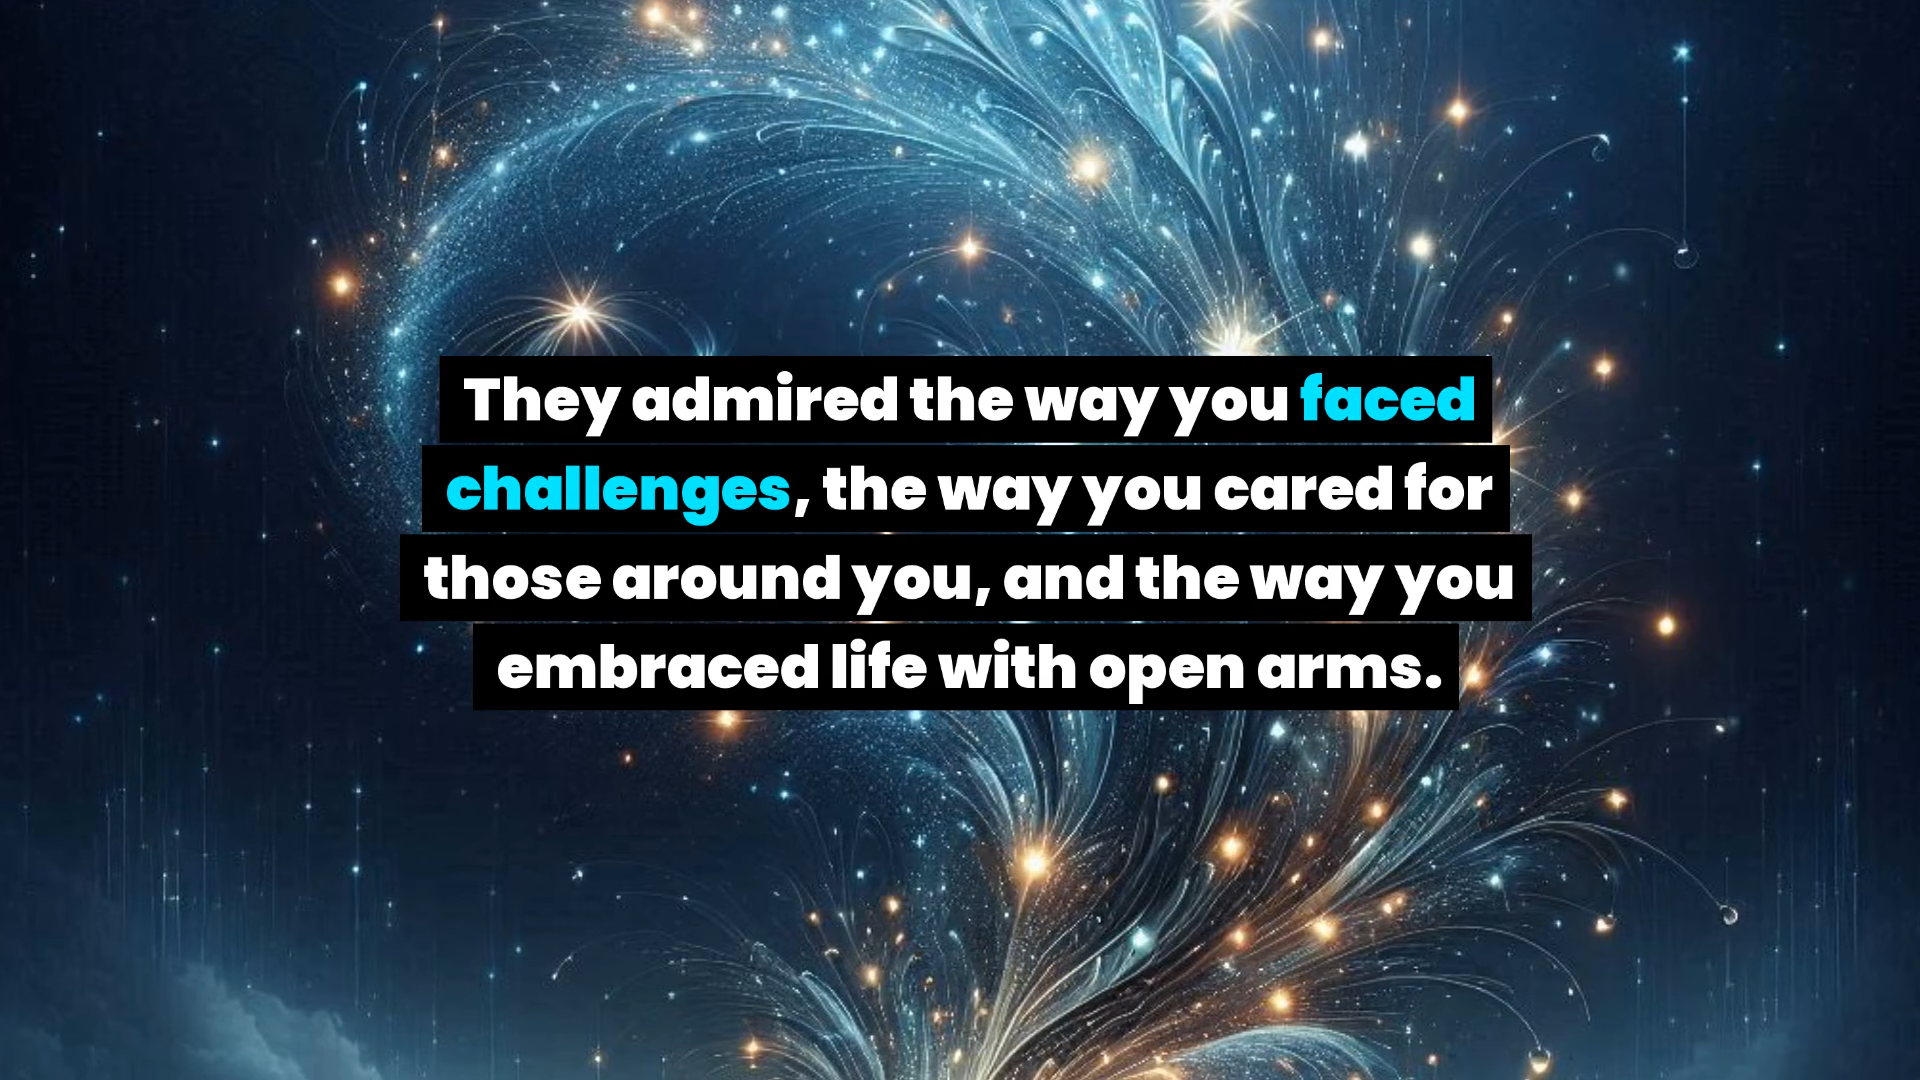 They admired the way you faced
challenges, the way you cared for
those around you, and the way you
embraced life with open arms.